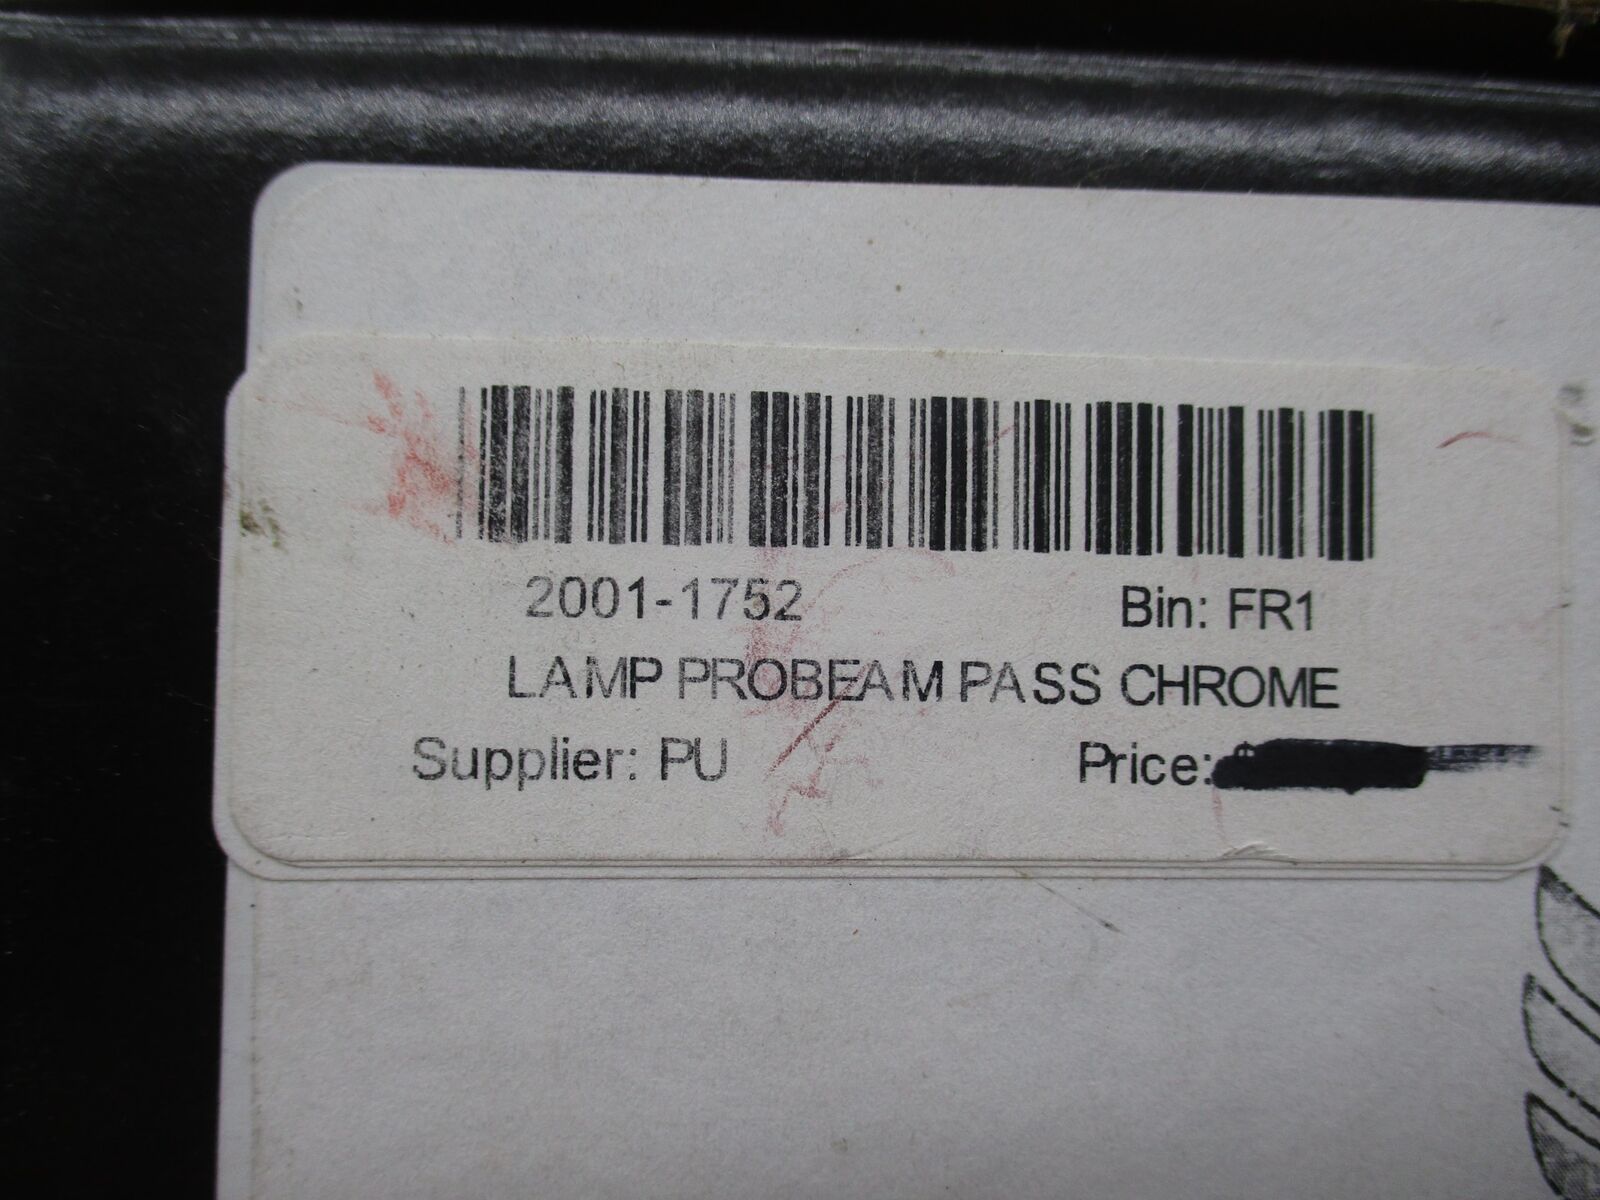 2001-1752 Bin: FR1
LAMP PROBEAM PASS CHROME
Supplier: PU Price: